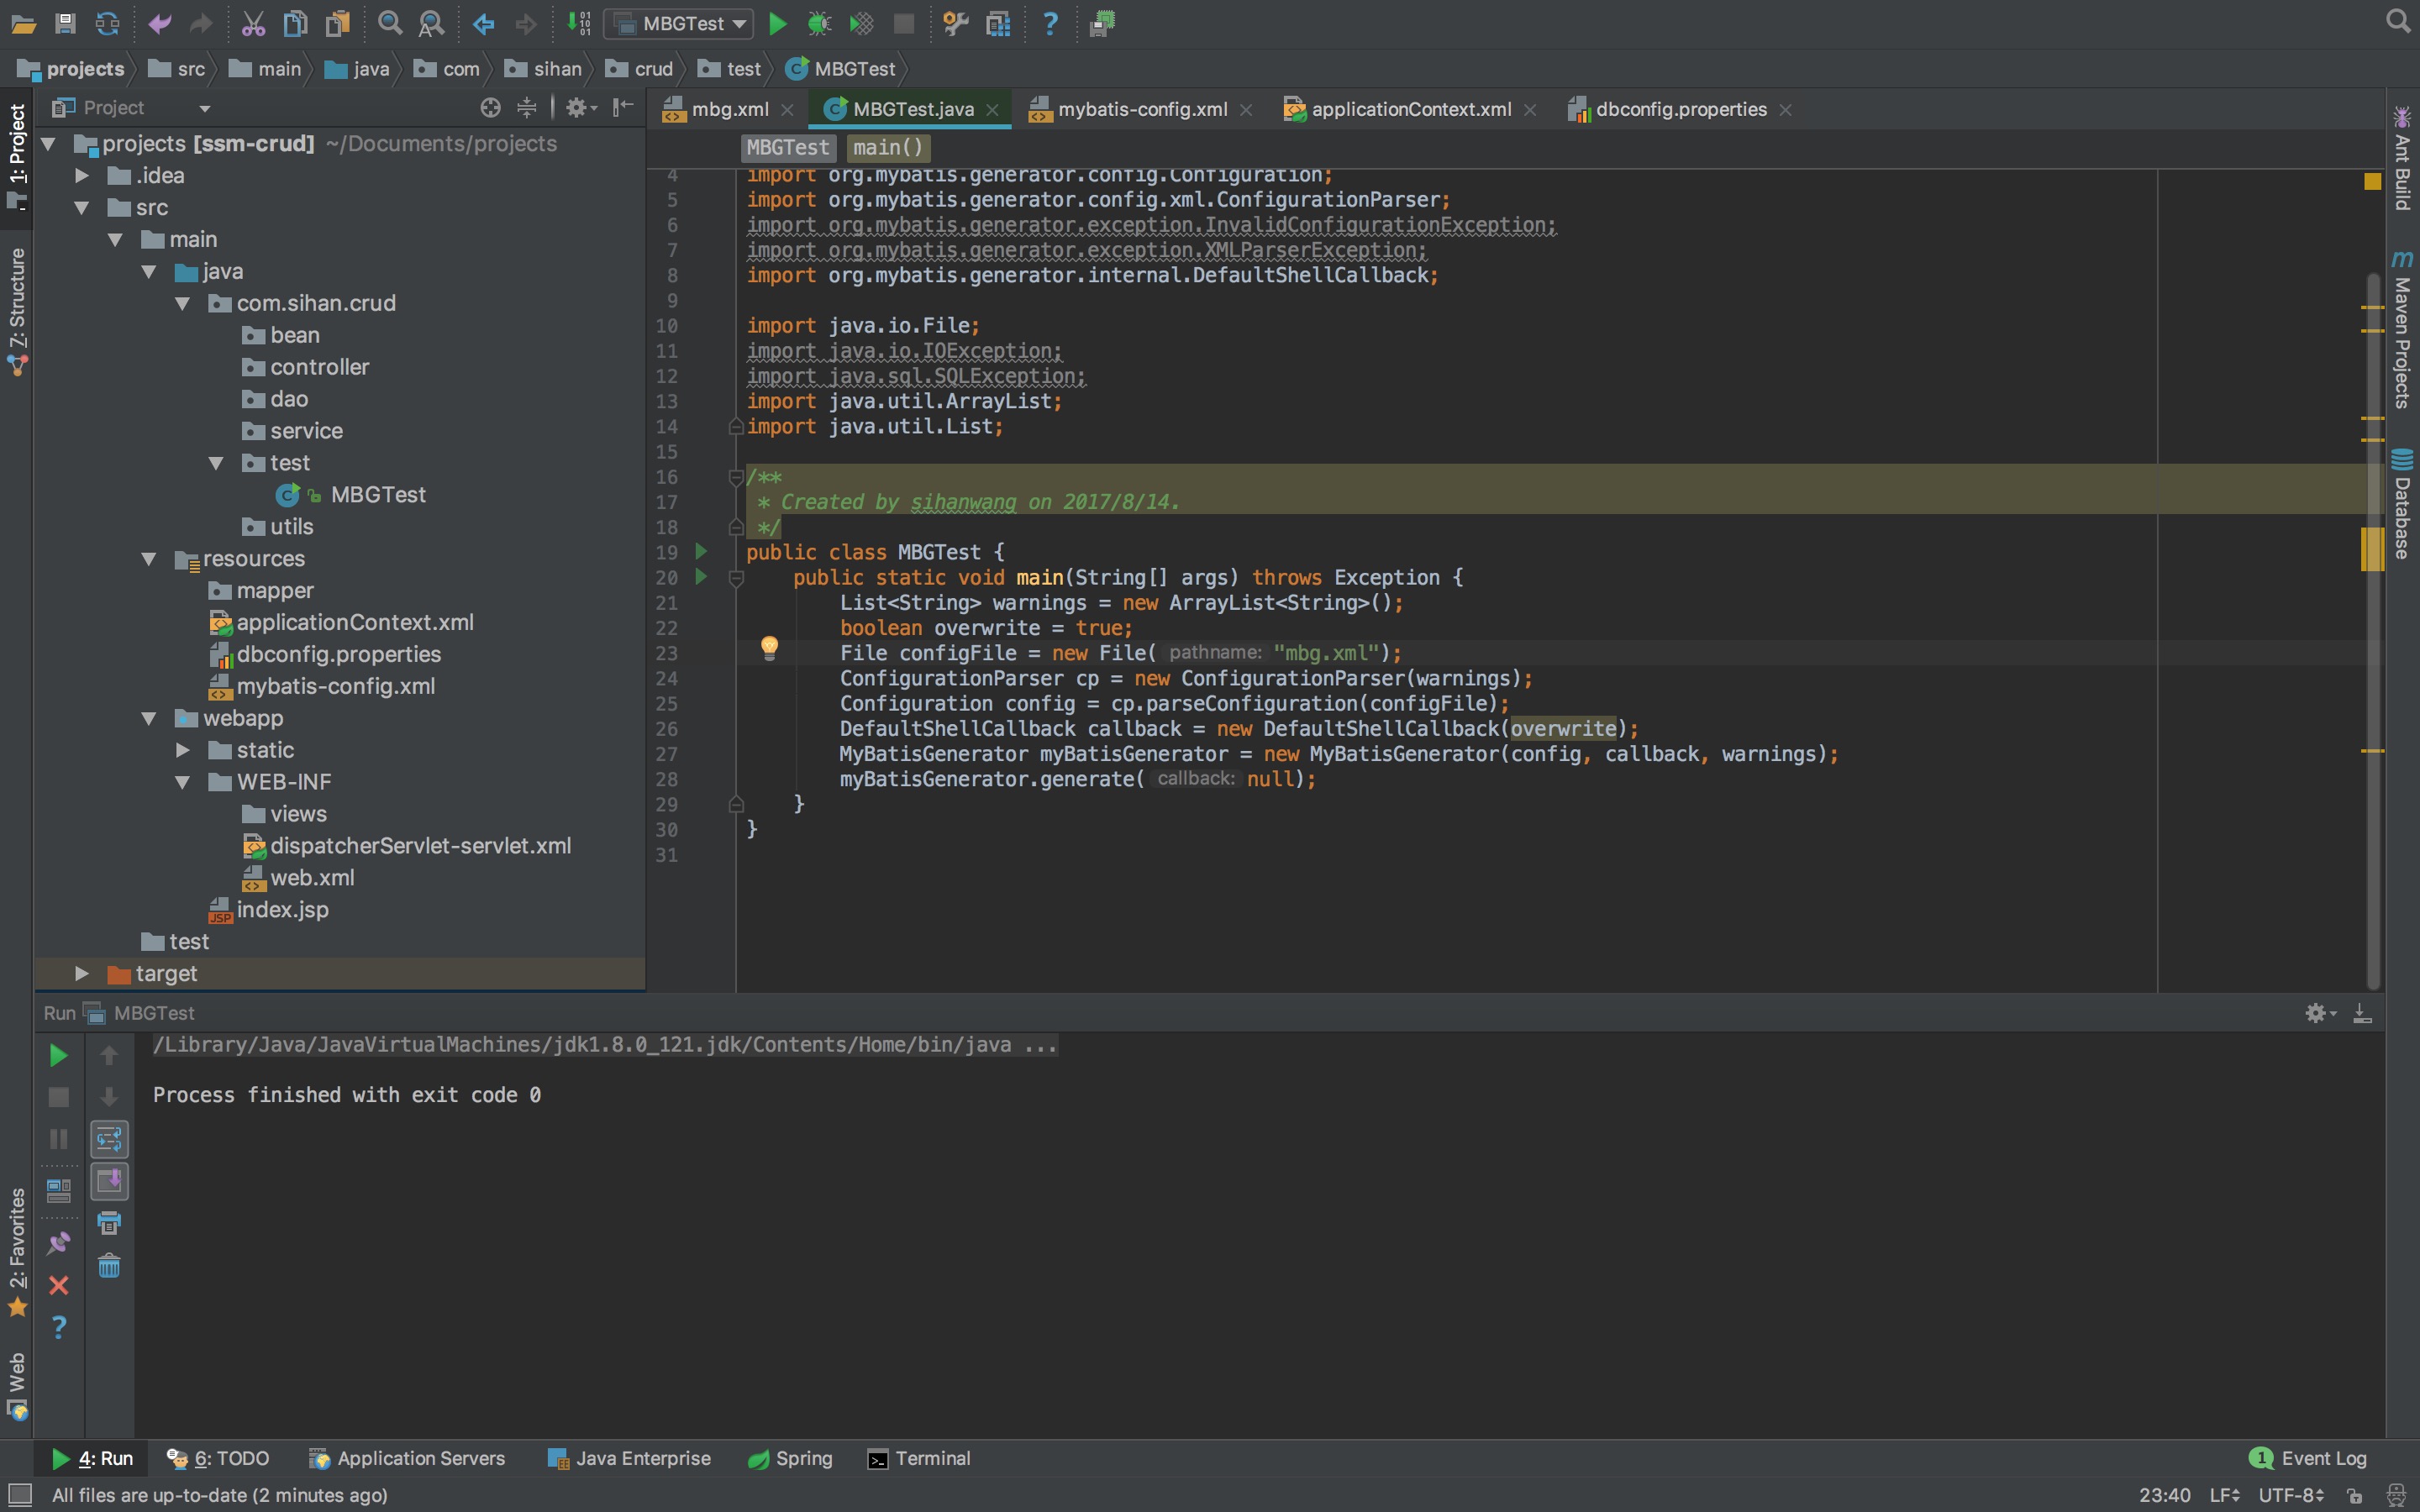 MBGTest
projects src main java com sihan crud test MBGTest
1: Project
7: Structure
2: Favorites
Web
Project
projects [ssm-crud] ~/Documents/projects
.idea
src
main
java
com.sihan.crud
bean
controller
dao
service
test
MBGTest
utils
resources
mapper
applicationContext.xml
dbconfig.properties
mybatis-config.xml
webapp
static
WEB-INF
views
dispatcherServlet-servlet.xml
web.xml
index.jsp
test
target
mbg.xml MBGTest.java mybatis-config.xml applicationContext.xml dbconfig.properties
MBGTest main()
4 import org.mybatis.generator.config.Configuration;
5 import org.mybatis.generator.config.xml.ConfigurationParser;
6 import org.mybatis.generator.exception.InvalidConfigurationException;
7 import org.mybatis.generator.exception.XMLParserException;
8 import org.mybatis.generator.internal.DefaultShellCallback;
9
10 import java.io.File;
11 import java.io.IOException;
12 import java.sql.SQLException;
13 import java.util.ArrayList;
14 import java.util.List;
15
16 /**
17 * Created by sihanwang on 2017/8/14.
18 */
19 public class MBGTest {
20 public static void main(String[] args) throws Exception {
21 List<String> warnings = new ArrayList<String>();
22 boolean overwrite = true;
23 File configFile = new File( pathname: "mbg.xml");
24 ConfigurationParser cp = new ConfigurationParser(warnings);
25 Configuration config = cp.parseConfiguration(configFile);
26 DefaultShellCallback callback = new DefaultShellCallback(overwrite);
27 MyBatisGenerator myBatisGenerator = new MyBatisGenerator(config, callback, warnings);
28 myBatisGenerator.generate( callback: null);
29 }
30 }
31
Ant Build
Maven Projects
Database
Run MBGTest
/Library/Java/JavaVirtualMachines/jdk1.8.0_121.jdk/Contents/Home/bin/java ...
Process finished with exit code 0
4: Run 6: TODO Application Servers Java Enterprise Spring Terminal 1 Event Log
All files are up-to-date (2 minutes ago) 23:40 LF UTF-8